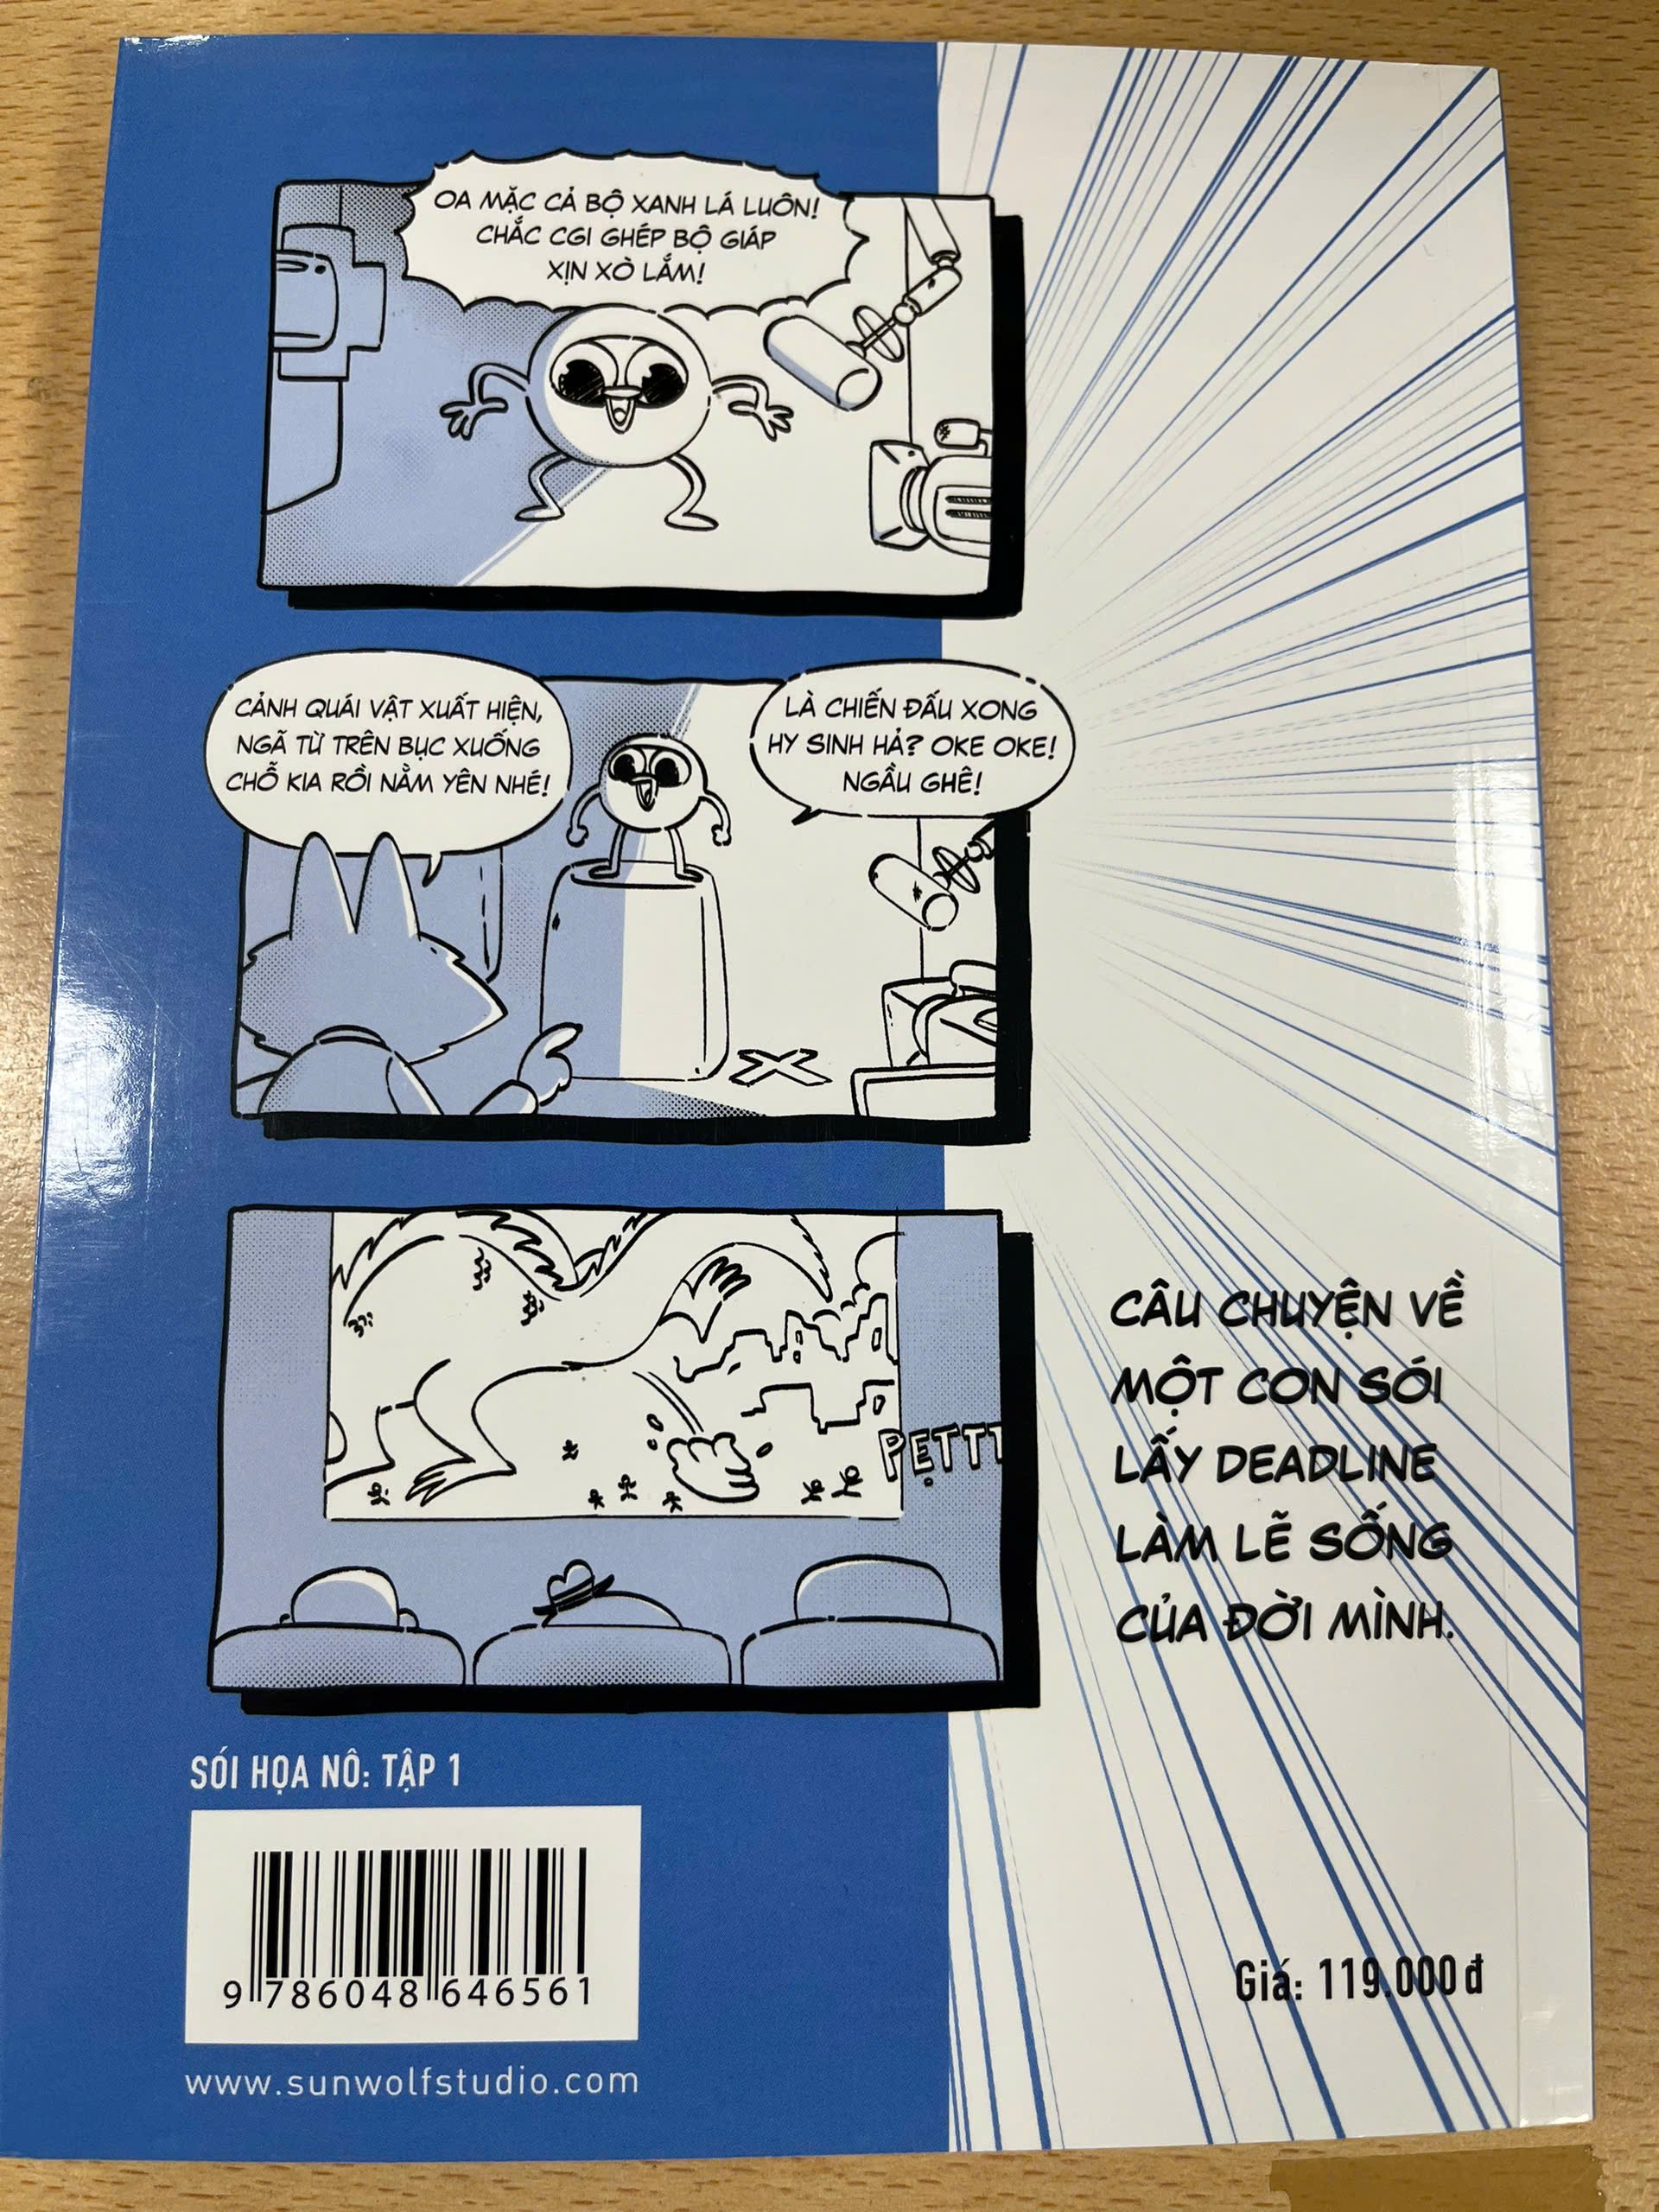 OA MẶC CẢ BỘ XANH LÁ LUÔN!
CHẮC CGI GHÉP BỘ GIÁP
XỊN XÒ LẮM!
CẢNH QUÁI VẬT XUẤT HIỆN,
NGÃ TỪ TRÊN BỤC XUỐNG
CHỖ KIA RỒI NẰM YÊN NHÉ!
LÀ CHIẾN ĐẤU XONG
HY SINH HẢ? OKE OKE!
NGẦU GHÊ!
PẸTTT
CÂU CHUYỆN VỀ
MỘT CON SÓI
LẤY DEADLINE
LÀM LẼ SỐNG
CỦA ĐỜI MÌNH.
SÓI HỌA NÔ: TẬP 1
9 786048 646561
www.sunwolfstudio.com
Giá: 119.000 đ